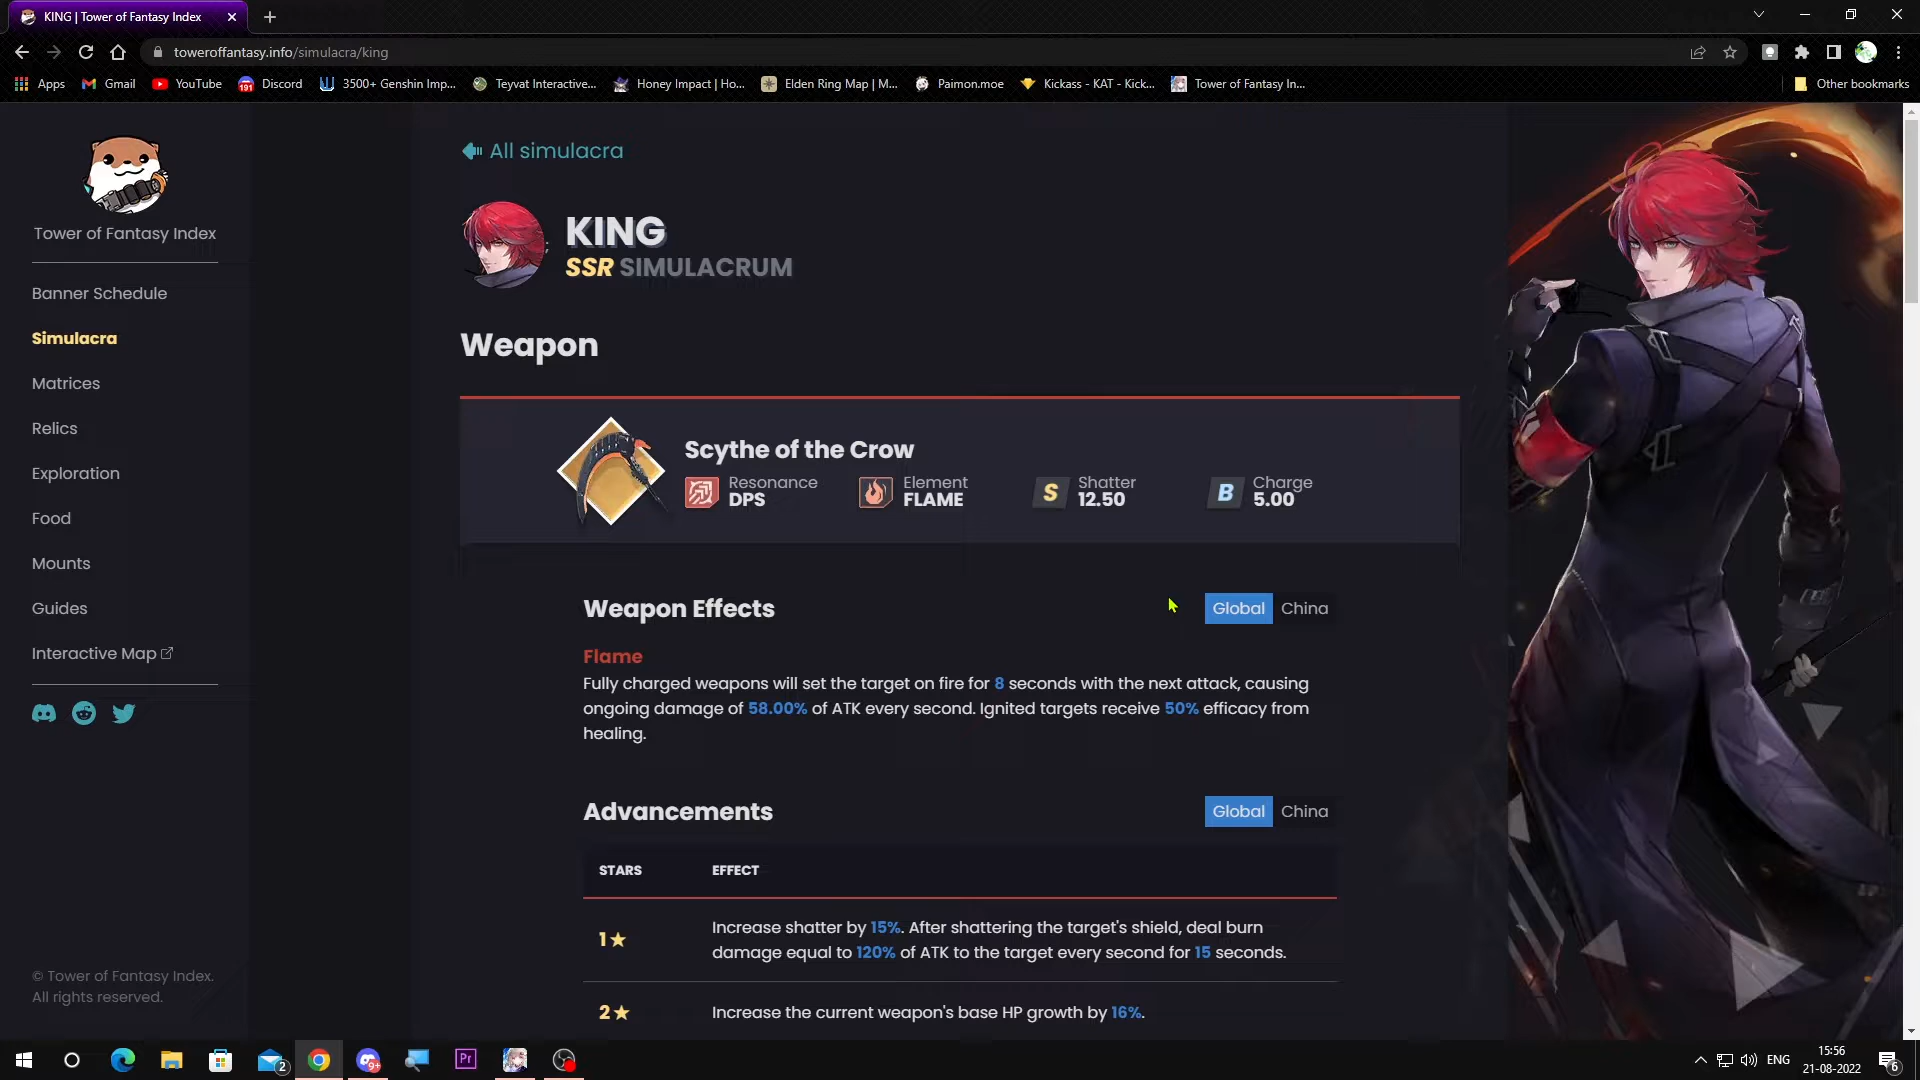 KING | Tower of Fantasy Index
toweroffantasy.info/simulacra/king
Apps
Gmail
YouTube
191
Discord
3500+ Genshin Imp...
Teyvat Interactive...
Honey Impact | Ho...
Elden Ring Map | M...
Paimon.moe
Kickass - KAT - Kick...
Tower of Fantasy In...
Other bookmarks
Tower of Fantasy Index
Banner Schedule
Simulacra
Matrices
Relics
Exploration
Food
Mounts
Guides
Interactive Map
© Tower of Fantasy Index.
All rights reserved.
All simulacra
KING
SSR SIMULACRUM
Weapon
Scythe of the Crow
Resonance
DPS
Element
FLAME
S
Shatter
12.50
B
Charge
5.00
Weapon Effects
Global China
Flame
Fully charged weapons will set the target on fire for 8 seconds with the next attack, causing
ongoing damage of 58.00% of ATK every second. Ignited targets receive 50% efficacy from
healing.
Advancements
Global China
STARS EFFECT
1★
Increase shatter by 15%. After shattering the target's shield, deal burn
damage equal to 120% of ATK to the target every second for 15 seconds.
2★
Increase the current weapon's base HP growth by 16%.
2
9+
Pr
ENG
15:56
21-08-2022
6